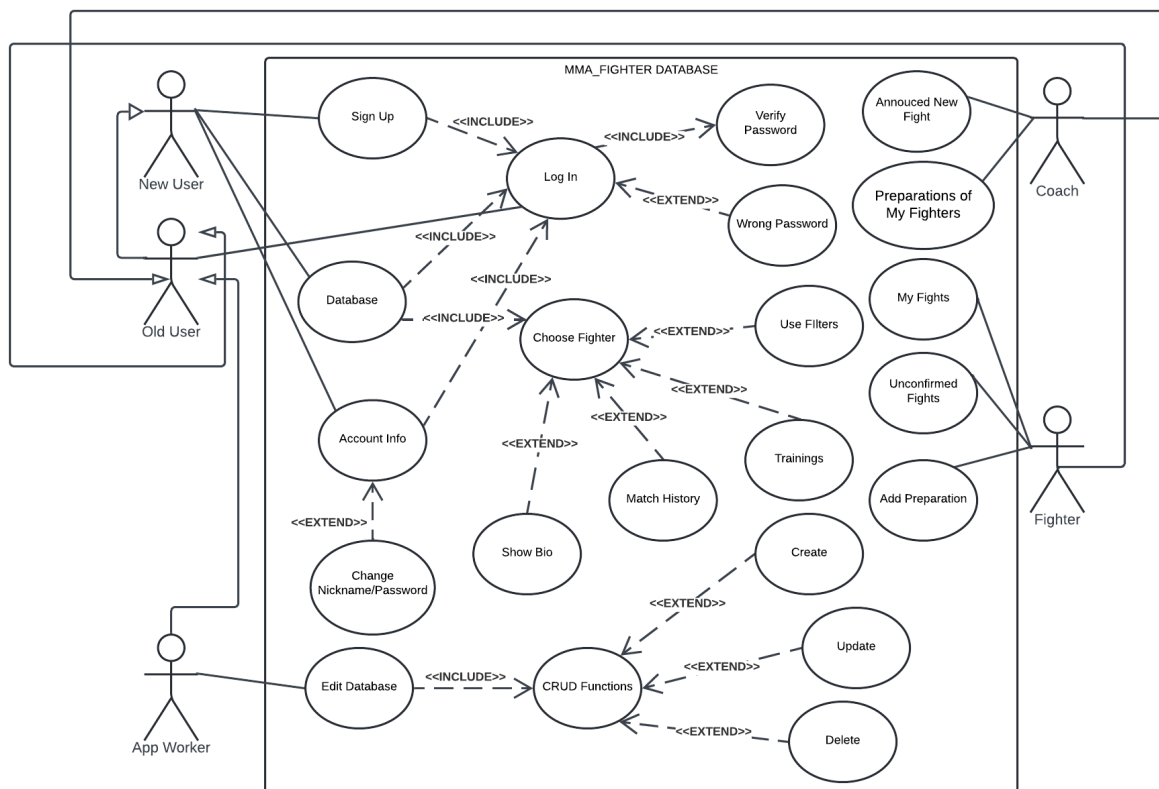 MMA_FIGHTER DATABASE
New User
Sign Up
<<INCLUDE>>
Log In
<<INCLUDE>>
Verify
Password
Annouced New
Fight
Coach
<<EXTEND>>
Wrong Password
Preparations of
My Fighters
Old User
<<INCLUDE>>
<<INCLUDE>>
Database
<<INCLUDE>>
Choose Fighter
<<EXTEND>>
Use FIlters
My Fights
Unconfirmed
Fights
<<EXTEND>>
<<EXTEND>>
<<EXTEND>>
Account Info
Trainings
Match History
Add Preparation
Fighter
<<EXTEND>>
Show Bio
Change
Nickname/Password
Create
<<EXTEND>>
Update
<<EXTEND>>
App Worker
Edit Database
<<INCLUDE>>
CRUD Functions
<<EXTEND>>
Delete